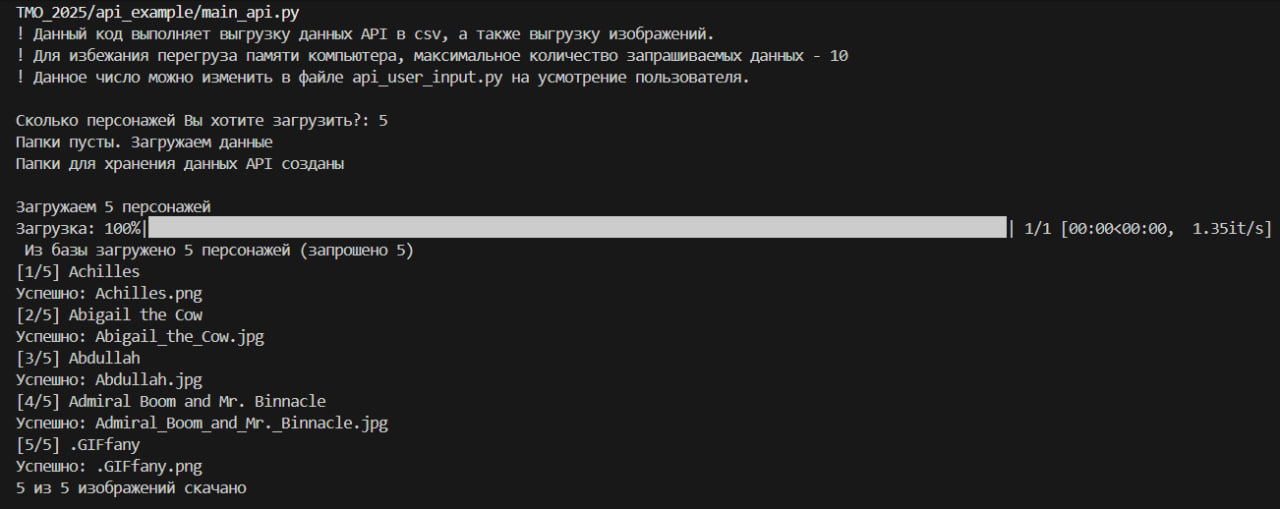 TMO_2025/api_example/main_api.py
! Данный код выполняет выгрузку данных API в csv, а также выгрузку изображений.
! Для избежания перегруза памяти компьютера, максимальное количество запрашиваемых данных - 10
! Данное число можно изменить в файле api_user_input.py на усмотрение пользователя.
Сколько персонажей Вы хотите загрузить?: 5
Папки пусты. Загружаем данные
Папки для хранения данных API созданы
Загружаем 5 персонажей
Загрузка: 100%| | 1/1 [00:00<00:00,  1.35it/s]
Из базы загружено 5 персонажей (запрошено 5)
[1/5] Achilles
Успешно: Achilles.png
[2/5] Abigail the Cow
Успешно: Abigail_the_Cow.jpg
[3/5] Abdullah
Успешно: Abdullah.jpg
[4/5] Admiral Boom and Mr. Binnacle
Успешно: Admiral_Boom_and_Mr._Binnacle.jpg
[5/5] .GIFfany
Успешно: .GIFfany.png
5 из 5 изображений скачано